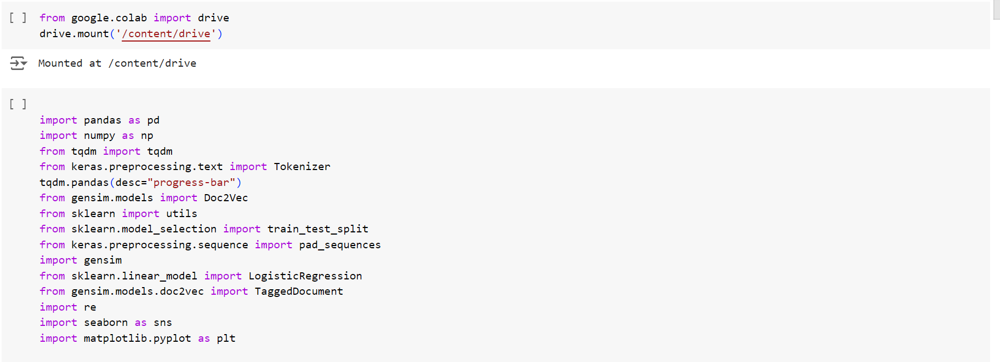 [ ] from google.colab import drive
drive.mount('/content/drive')
Mounted at /content/drive
[ ]
import pandas as pd
import numpy as np
from tqdm import tqdm
from keras.preprocessing.text import Tokenizer
tqdm.pandas(desc="progress-bar")
from gensim.models import Doc2Vec
from sklearn import utils
from sklearn.model_selection import train_test_split
from keras.preprocessing.sequence import pad_sequences
import gensim
from sklearn.linear_model import LogisticRegression
from gensim.models.doc2vec import TaggedDocument
import re
import seaborn as sns
import matplotlib.pyplot as plt